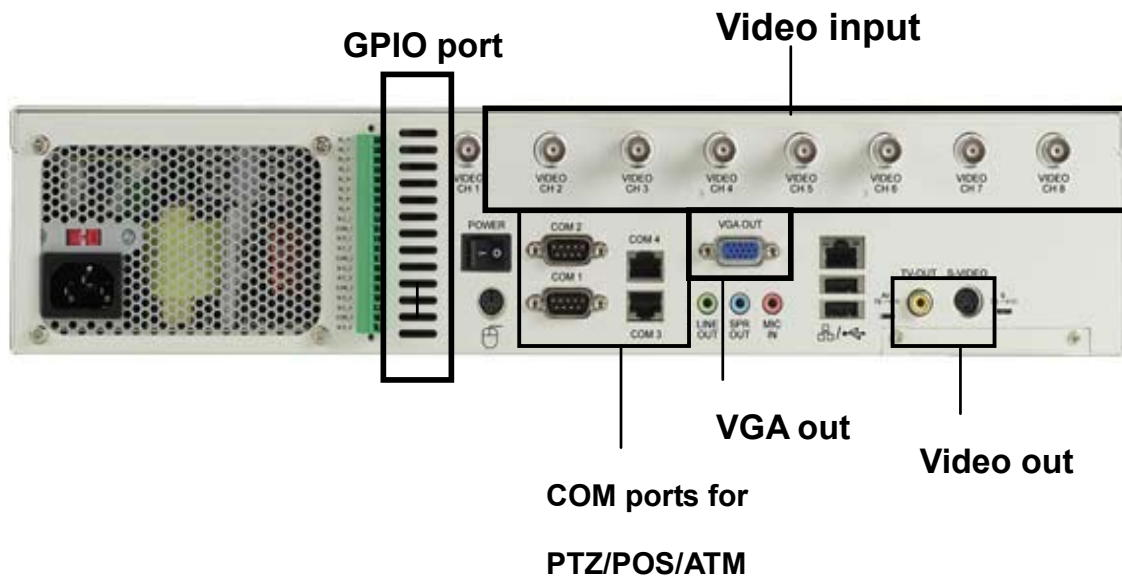 Video input
GPIO port
VIDEO CH 1
VIDEO CH 2
VIDEO CH 3
VIDEO CH 4
VIDEO CH 5
VIDEO CH 6
VIDEO CH 7
VIDEO CH 8
POWER
COM 2
COM 4
VGA OUT
COM 1
TV-OUT
S-VIDEO
COM 3
LINE OUT
SPR OUT
MIC IN
VGA out
Video out
COM ports for
PTZ/POS/ATM